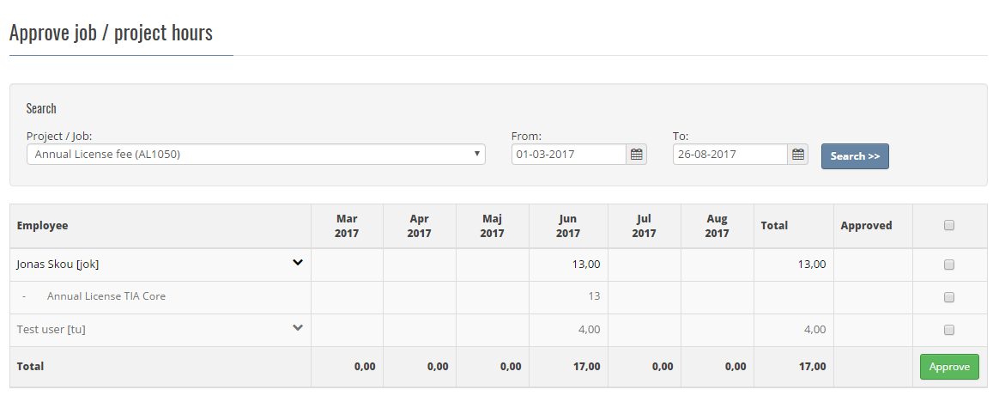 Approve job / project hours
Search
Project / Job: From: To:
Annual License fee (AL1050) 01-03-2017 26-08-2017 Search >>
Employee Mar 2017 Apr 2017 Maj 2017 Jun 2017 Jul 2017 Aug 2017 Total Approved
Jonas Skou [jok] 13,00 13,00
- Annual License TIA Core 13
Test user [tu] 4,00 4,00
Total 0,00 0,00 0,00 17,00 0,00 0,00 17,00 Approve